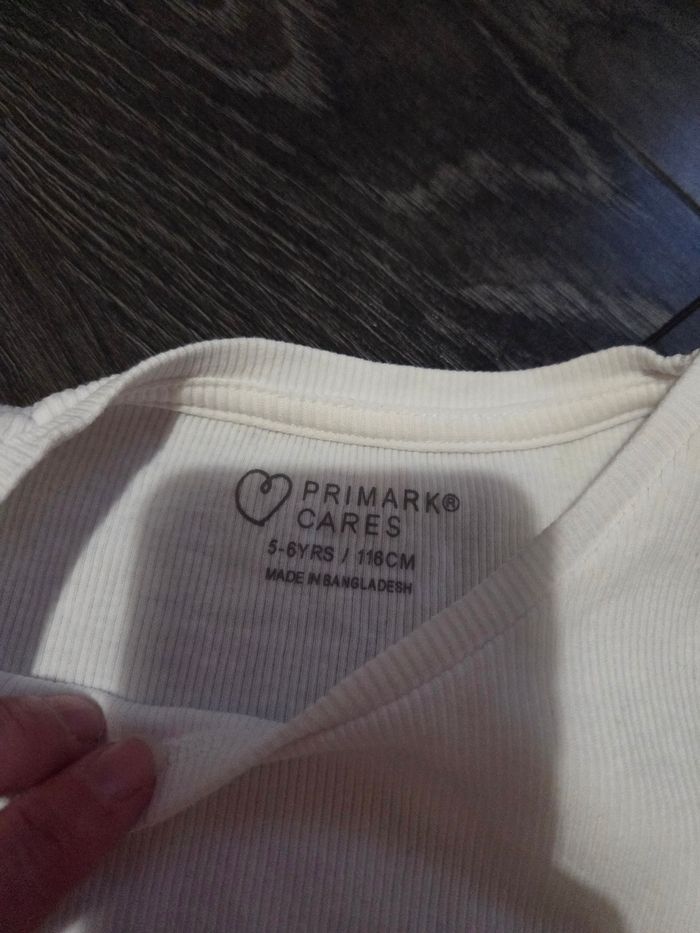 PRIMARK®
CARES
5-6YRS / 116CM
MADE IN BANGLADESH